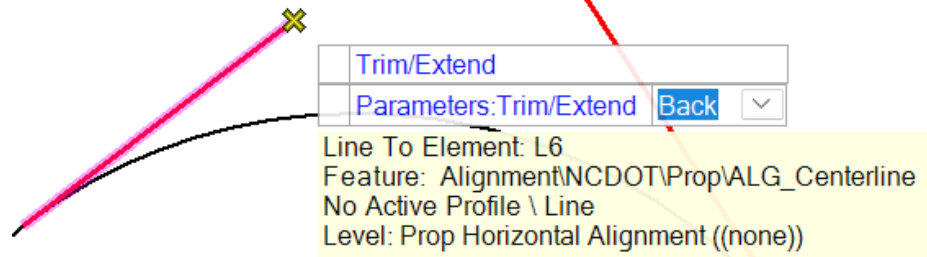 Trim/Extend
Parameters:Trim/Extend Back
Line To Element: L6
Feature: Alignment\NCDOT\Prop\ALG_Centerline
No Active Profile \ Line
Level: Prop Horizontal Alignment ((none))